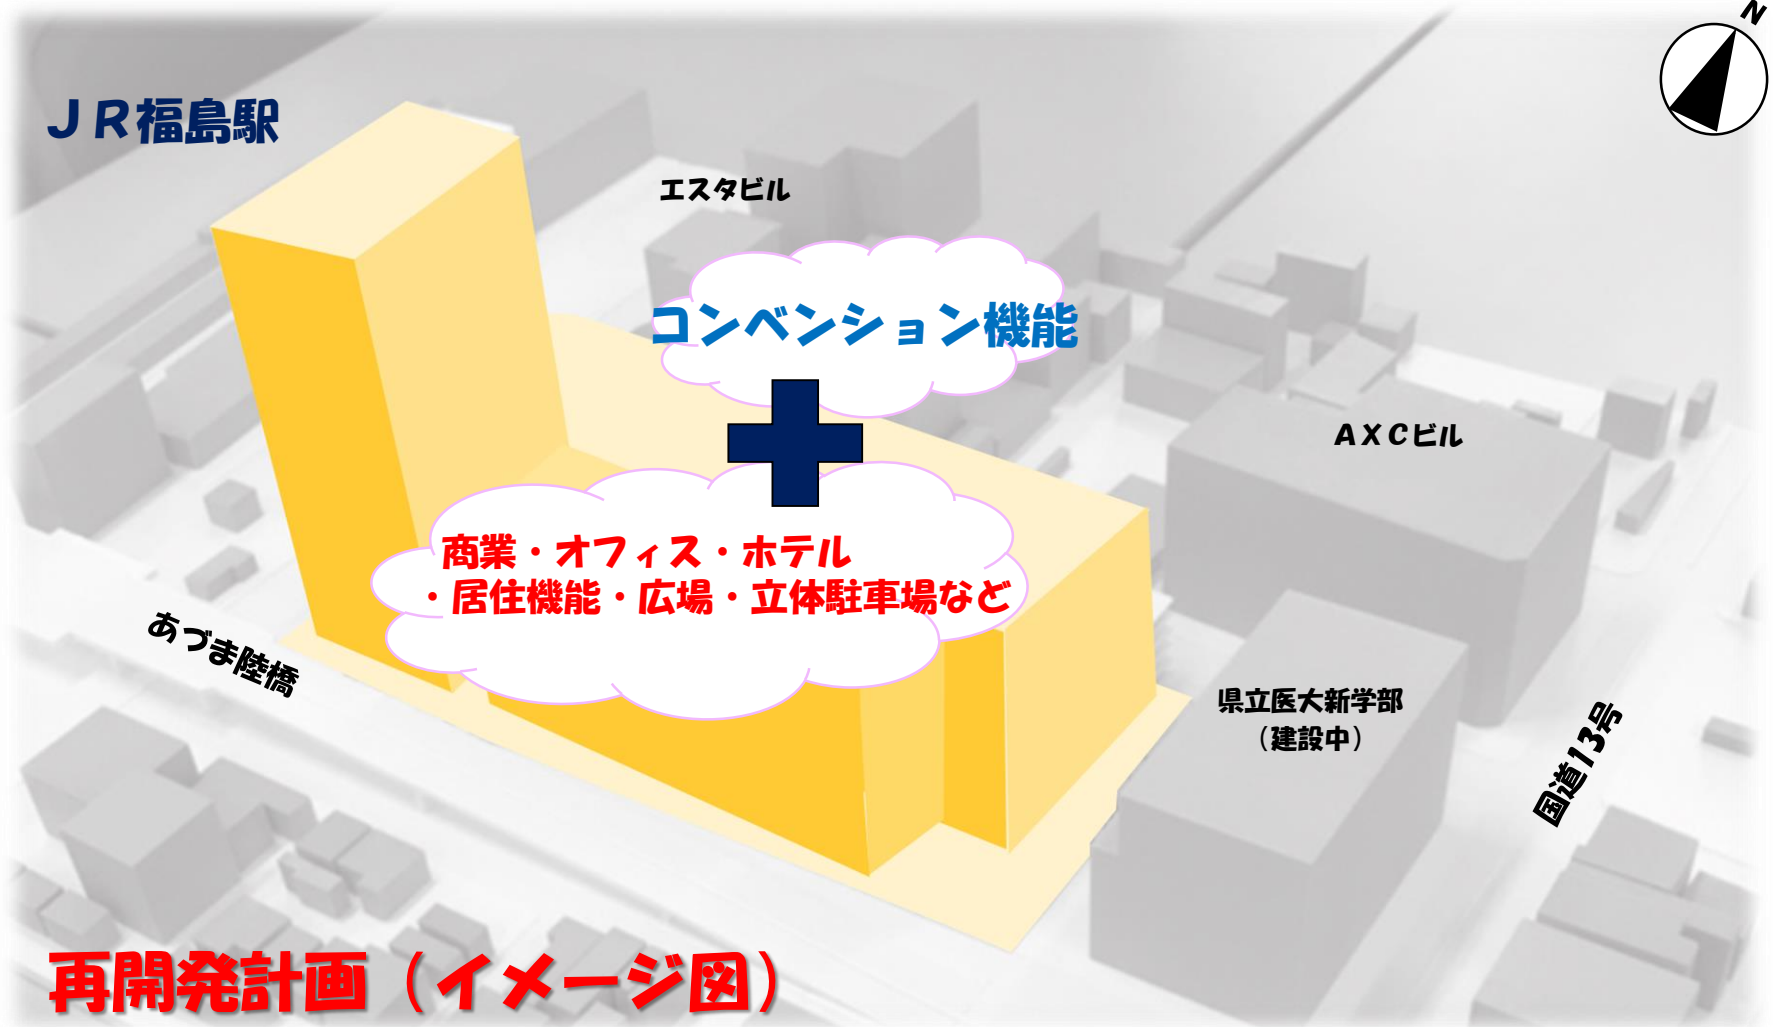 N
ＪＲ福島駅
エスタビル
コンベンション機能
ＡＸＣビル
商業・オフィス・ホテル
・居住機能・広場・立体駐車場など
あづま陸橋
県立医大新学部
（建設中）
国道13号
再開発計画（イメージ図）